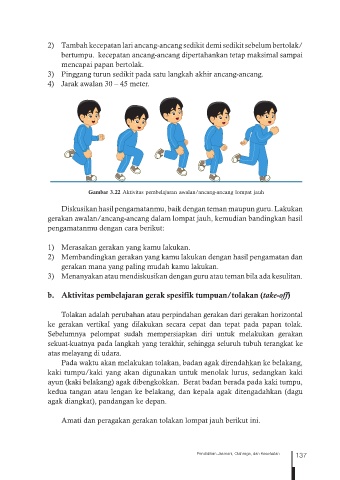 2) Tambah kecepatan lari ancang-ancang sedikit demi sedikit sebelum bertolak/
bertumpu. kecepatan ancang-ancang dipertahankan tetap maksimal sampai
mencapai papan bertolak.
3) Pinggang turun sedikit pada satu langkah akhir ancang-ancang.
4) Jarak awalan 30 – 45 meter.
Gambar 3.22 Aktivitas pembelajaran awalan/ancang-ancang lompat jauh
Diskusikan hasil pengamatanmu, baik dengan teman maupun guru. Lakukan
gerakan awalan/ancang-ancang dalam lompat jauh, kemudian bandingkan hasil
pengamatanmu dengan cara berikut:
1) Merasakan gerakan yang kamu lakukan.
2) Membandingkan gerakan yang kamu lakukan dengan hasil pengamatan dan
gerakan mana yang paling mudah kamu lakukan.
3) Menanyakan atau mendiskusikan dengan guru atau teman bila ada kesulitan.
b. Aktivitas pembelajaran gerak spesifik tumpuan/tolakan (take-off)
Tolakan adalah perubahan atau perpindahan gerakan dari gerakan horizontal
ke gerakan vertikal yang dilakukan secara cepat dan tepat pada papan tolak.
Sebelumnya pelompat sudah mempersiapkan diri untuk melakukan gerakan
sekuat-kuatnya pada langkah yang terakhir, sehingga seluruh tubuh terangkat ke
atas melayang di udara.
Pada waktu akan melakukan tolakan, badan agak direndahkan ke belakang,
kaki tumpu/kaki yang akan digunakan untuk menolak lurus, sedangkan kaki
ayun (kaki belakang) agak dibengkokkan. Berat badan berada pada kaki tumpu,
kedua tangan atau lengan ke belakang, dan kepala agak ditengadahkan (dagu
agak diangkat), pandangan ke depan.
Amati dan peragakan gerakan tolakan lompat jauh berikut ini.
Pendidikan Jasmani, Olahraga, dan Kesehatan 137